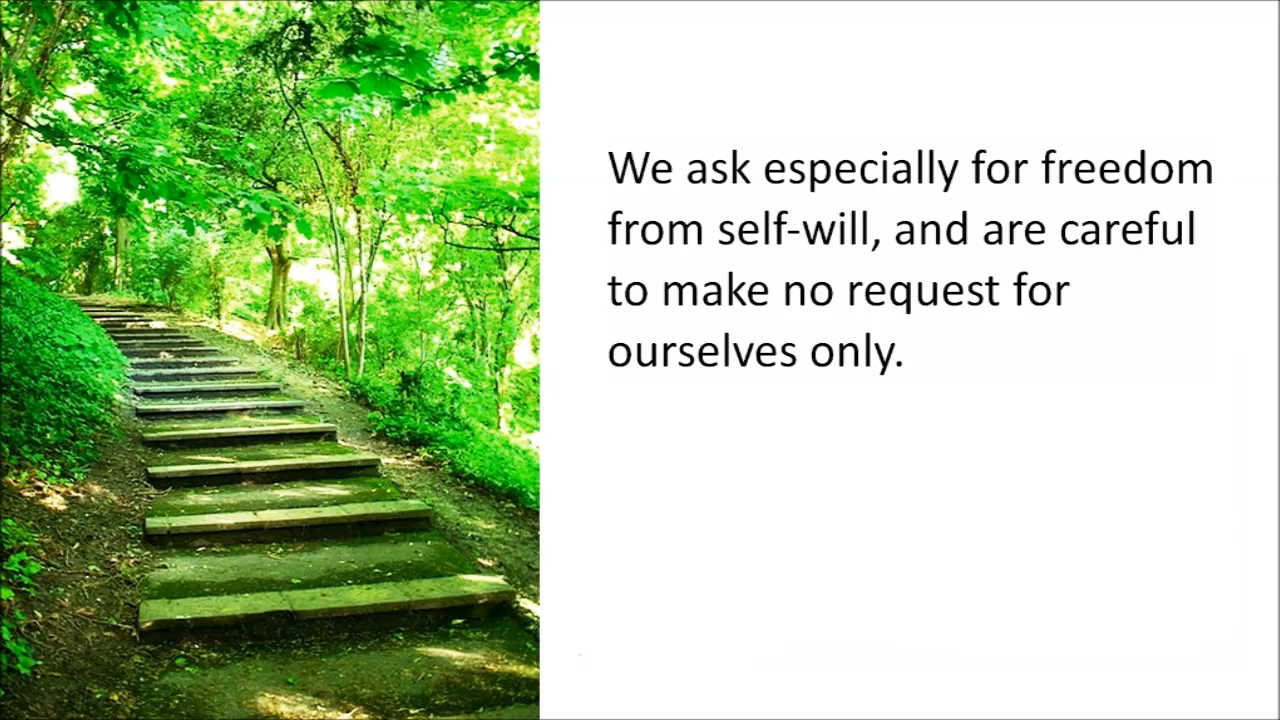 We ask especially for freedom
from self-will, and are careful
to make no request for
ourselves only.